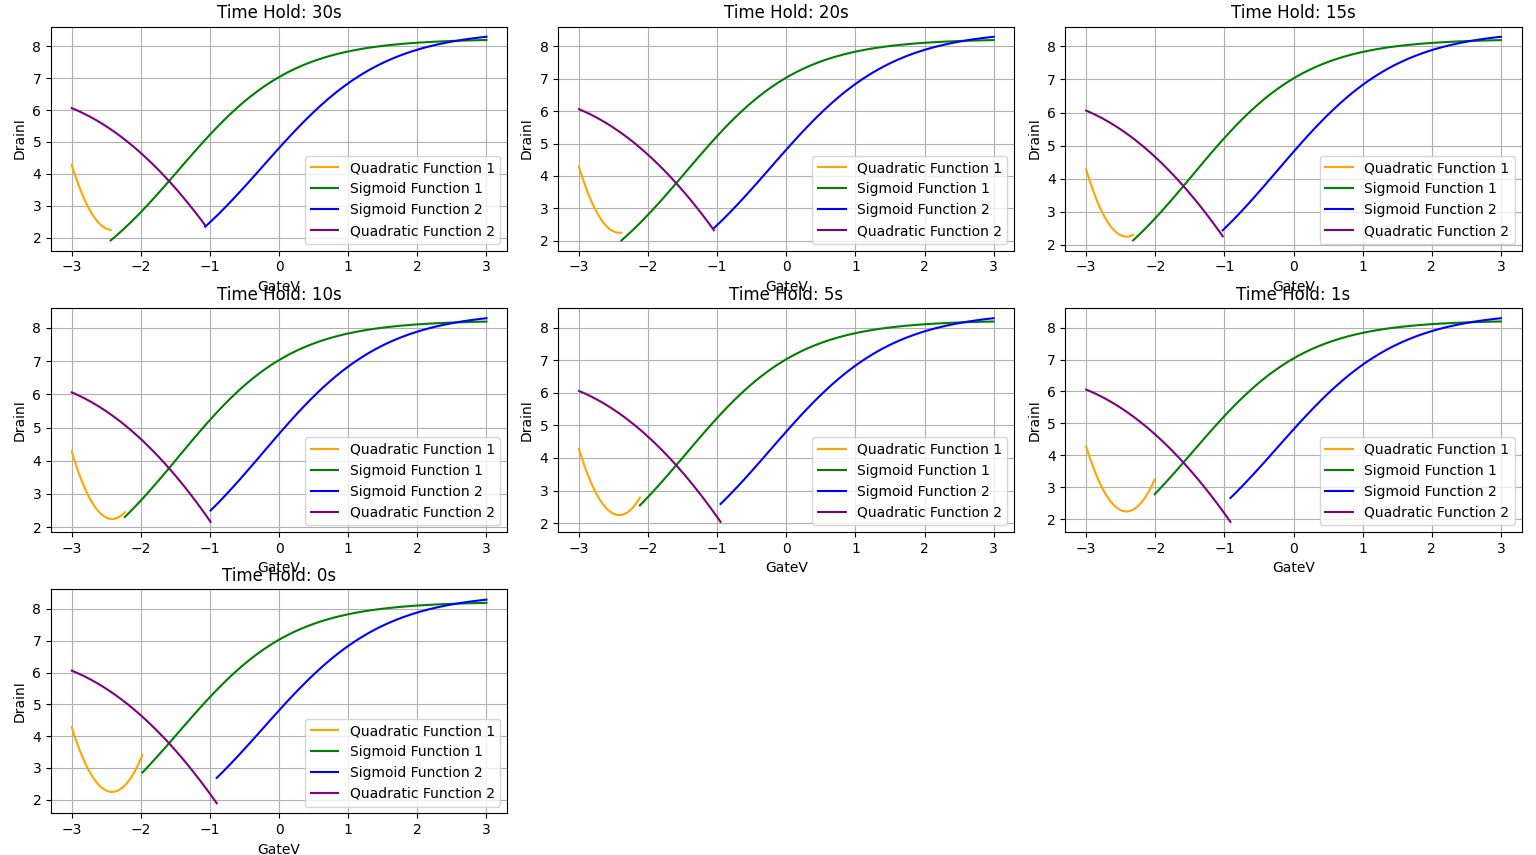 Time Hold: 30s
DrainI
8
7
6
5
4
3
2
−3 −2 −1 0 1 2 3
GateV
Quadratic Function 1
Sigmoid Function 1
Sigmoid Function 2
Quadratic Function 2
Time Hold: 20s
DrainI
8
7
6
5
4
3
2
−3 −2 −1 0 1 2 3
GateV
Quadratic Function 1
Sigmoid Function 1
Sigmoid Function 2
Quadratic Function 2
Time Hold: 15s
DrainI
8
7
6
5
4
3
2
−3 −2 −1 0 1 2 3
GateV
Quadratic Function 1
Sigmoid Function 1
Sigmoid Function 2
Quadratic Function 2
Time Hold: 10s
DrainI
8
7
6
5
4
3
2
−3 −2 −1 0 1 2 3
GateV
Quadratic Function 1
Sigmoid Function 1
Sigmoid Function 2
Quadratic Function 2
Time Hold: 5s
DrainI
8
7
6
5
4
3
2
−3 −2 −1 0 1 2 3
GateV
Quadratic Function 1
Sigmoid Function 1
Sigmoid Function 2
Quadratic Function 2
Time Hold: 1s
DrainI
8
7
6
5
4
3
2
−3 −2 −1 0 1 2 3
GateV
Quadratic Function 1
Sigmoid Function 1
Sigmoid Function 2
Quadratic Function 2
Time Hold: 0s
DrainI
8
7
6
5
4
3
2
−3 −2 −1 0 1 2 3
GateV
Quadratic Function 1
Sigmoid Function 1
Sigmoid Function 2
Quadratic Function 2